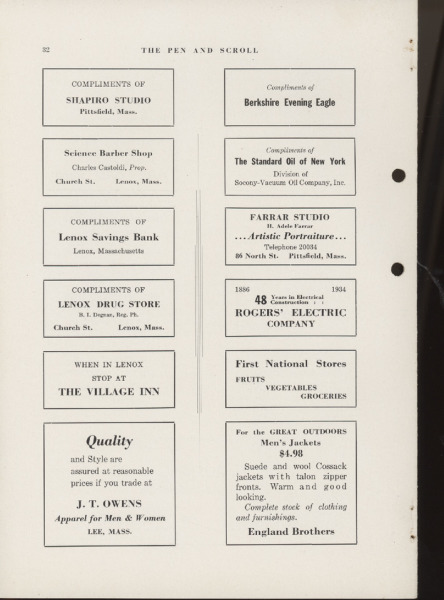 32
THE PEN AND SCROLL
COMPLIMENTS OF
SHAPIRO STUDIO
Pittsfield, Mass.
Science Barber Shop
Charles Castoldi, Prop.
Church St. Lenox, Mass.
COMPLIMENTS OF
Lenox Savings Bank
Lenox, Massachusetts
COMPLIMENTS OF
LENOX DRUG STORE
R. I. Dognan, Reg. Ph.
Church St. Lenox, Mass.
WHEN IN LENOX
STOP AT
THE VILLAGE INN
Quality
and Style are
assured at reasonable
prices if you trade at
J. T. OWENS
Apparel for Men & Women
LEE, MASS.
Compliments of
Berkshire Evening Eagle
Compliments of
The Standard Oil of New York
Division of
Socony-Vacuum Oil Company, Inc.
FARRAR STUDIO
H. Adele Farrar
...Artistic Portraiture...
Telephone 20034
86 North St. Pittsfield, Mass.
1886 1934
48 Years in Electrical
Construction : :
ROGERS' ELECTRIC
COMPANY
First National Stores
FRUITS
VEGETABLES
GROCERIES
For the GREAT OUTDOORS
Men's Jackets
$4.98
Suede and wool Cossack
jackets with talon zipper
fronts. Warm and good
looking.
Complete stock of clothing
and furnishings.
England Brothers